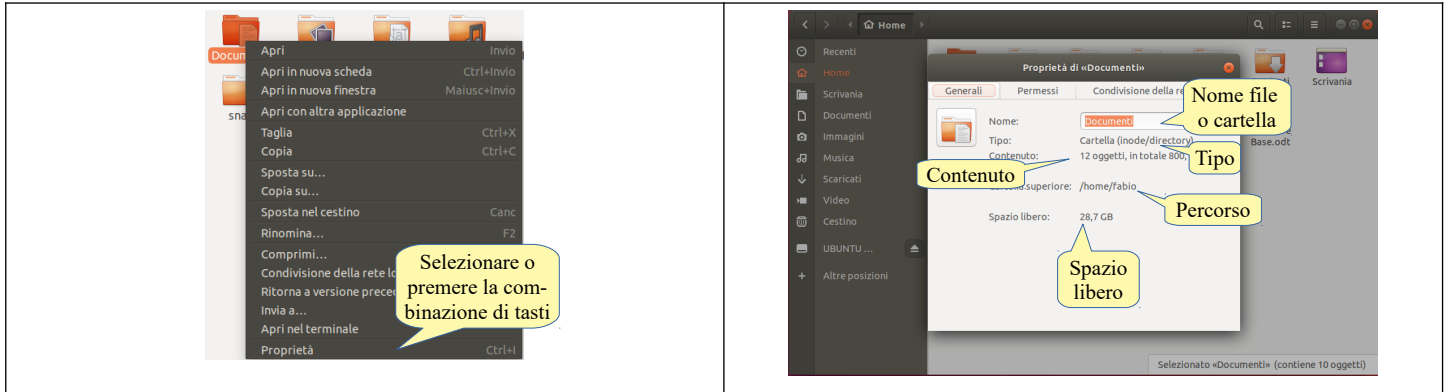 Docum
Apri Invio
Apri in nuova scheda Ctrl+Invio
Apri in nuova finestra Maiusc+Invio
Apri con altra applicazione
sna
Taglia Ctrl+X
Copia Ctrl+C
Sposta su...
Copia su...
Sposta nel cestino Canc
Rinomina... F2
Comprimi...
Condivisione della rete lo
Ritorna a versione preced
Invia a...
Apri nel terminale
Proprietà Ctrl+I
Selezionare o
premere la com-
binazione di tasti
Home
Recenti
Home
Scrivania
Documenti
Immagini
Musica
Scaricati
Video
Cestino
UBUNTU ...
+ Altre posizioni
Proprietà di «Documenti»
Generali Permessi Condivisione della re
Nome: Documenti
Tipo: Cartella (inode/directory)
Contenuto: 12 oggetti, in totale 800,
superiore: /home/fabio
Spazio libero: 28,7 GB
Nome file
o cartella
Tipo
Contenuto
Percorso
Spazio
libero
Scrivania
Base.odt
Selezionato «Documenti» (contiene 10 oggetti)